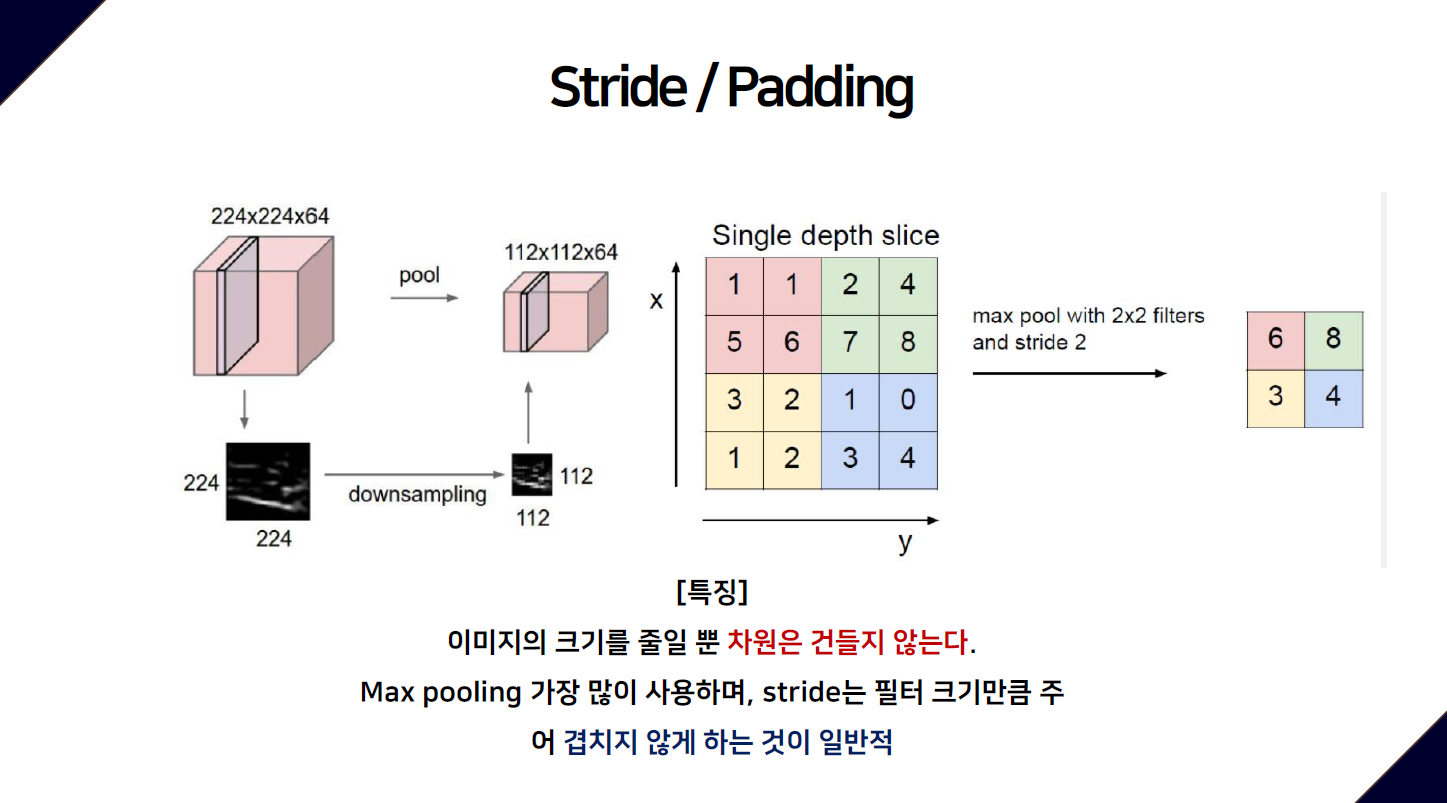 Stride / Padding
224x224x64
pool
112x112x64
224
224
downsampling
112
112
Single depth slice
x
1 1 2 4
5 6 7 8
3 2 1 0
1 2 3 4
y
max pool with 2x2 filters
and stride 2
6 8
3 4
[특징]
이미지의 크기를 줄일 뿐 차원은 건들지 않는다.
Max pooling 가장 많이 사용하며, stride는 필터 크기만큼 주
어 겹치지 않게 하는 것이 일반적